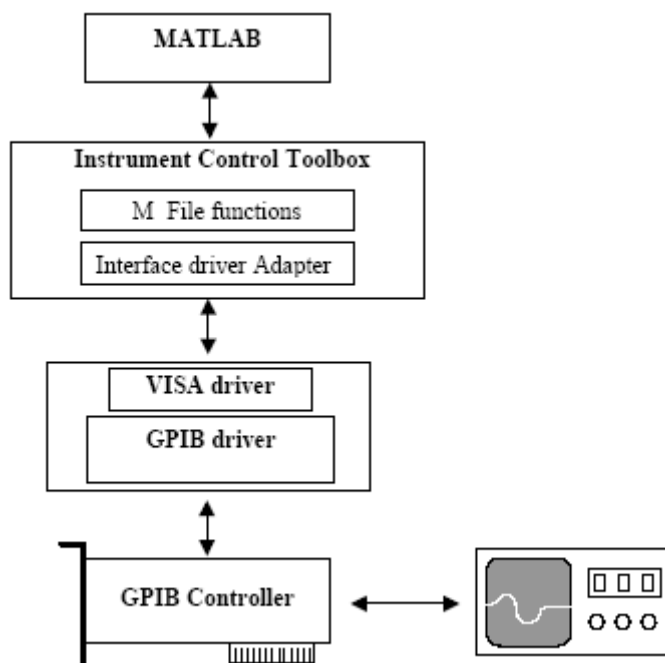 MATLAB
Instrument Control Toolbox
M File functions
Interface driver Adapter
VISA driver
GPIB driver
GPIB Controller